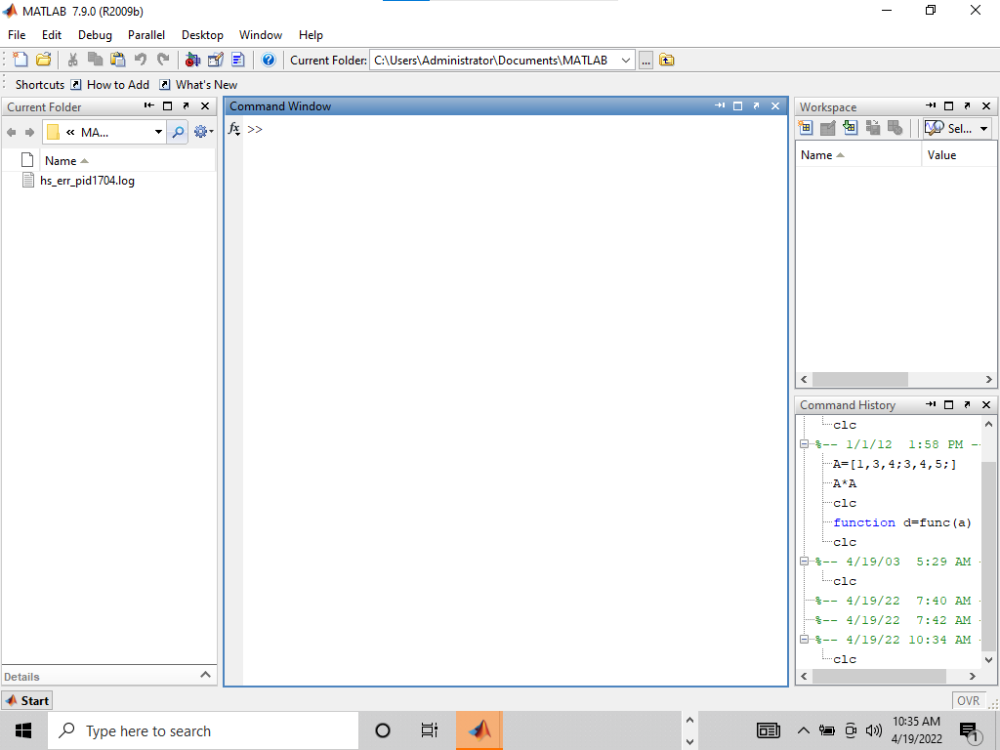 MATLAB 7.9.0 (R2009b)
File Edit Debug Parallel Desktop Window Help
Current Folder: C:\Users\Administrator\Documents\MATLAB ...
Shortcuts How to Add What's New
Current Folder
« MA...
Name
hs_err_pid1704.log
Details
Command Window
fx >>
Workspace
Sel...
Name Value
Command History
clc
%-- 1/1/12 1:58 PM --
A=[1,3,4;3,4,5;]
A*A
clc
function d=func(a)
clc
%-- 4/19/03 5:29 AM -
clc
%-- 4/19/22 7:40 AM -
%-- 4/19/22 7:42 AM -
%-- 4/19/22 10:34 AM -
clc
Start
OVR
Type here to search
10:35 AM
4/19/2022
1